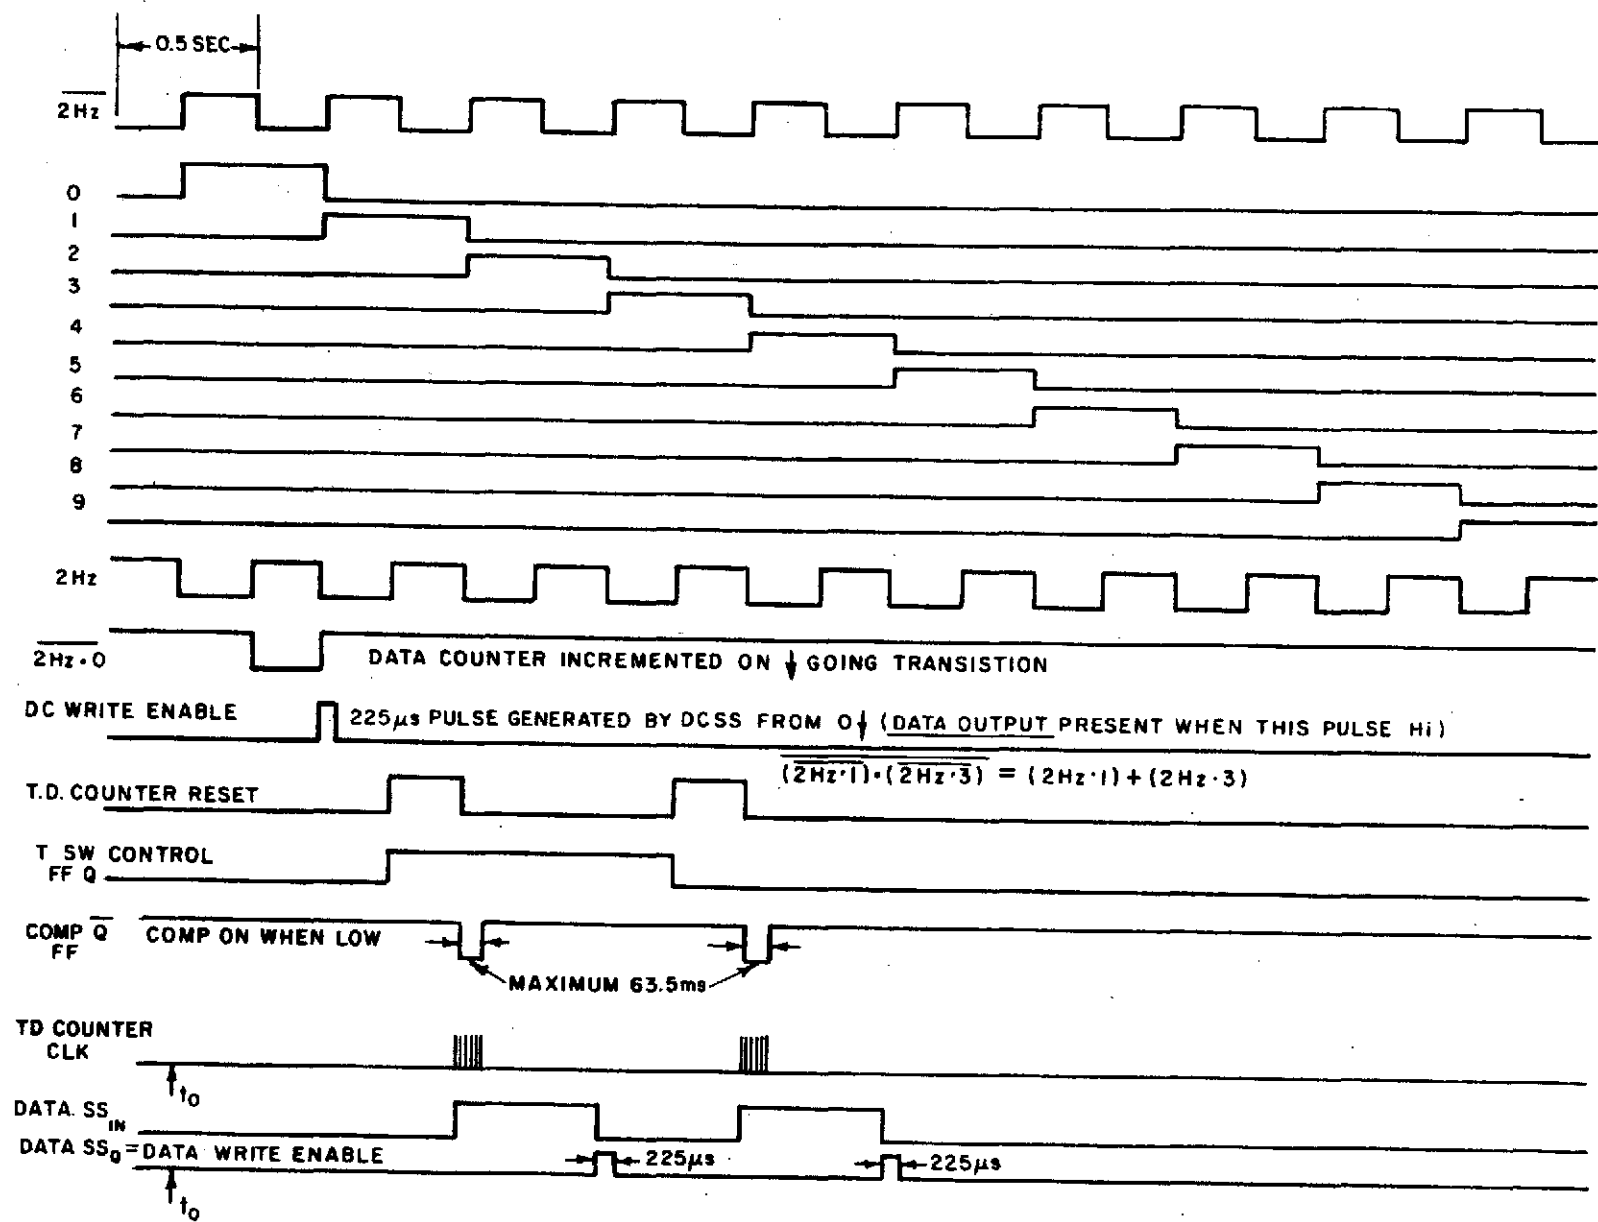 0.5 SEC
2Hz
0
1
2
3
4
5
6
7
8
9
2Hz
2Hz·0
DATA COUNTER INCREMENTED ON ↓ GOING TRANSISTION
DC WRITE ENABLE
225μs PULSE GENERATED BY DCSS FROM 0↓ (DATA OUTPUT PRESENT WHEN THIS PULSE Hi)
(2Hz·1)·(2Hz·3) = (2Hz·1)+(2Hz·3)
T.D. COUNTER RESET
T SW CONTROL
FF Q
COMP Q
FF
COMP ON WHEN LOW
MAXIMUM 63.5ms
TD COUNTER
CLK
t0
DATA. SS IN
DATA SSQ = DATA WRITE ENABLE
225μs
225μs
t0